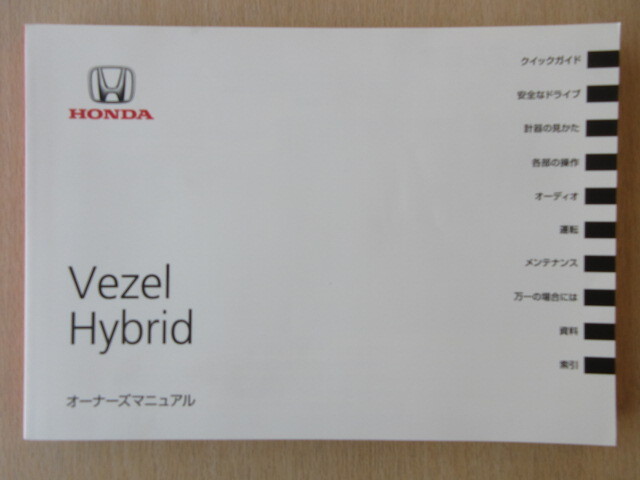 HONDA
Vezel
Hybrid
オーナーズマニュアル
クイックガイド
安全なドライブ
計器の見かた
各部の操作
オーディオ
運転
メンテナンス
万一の場合には
資料
索引